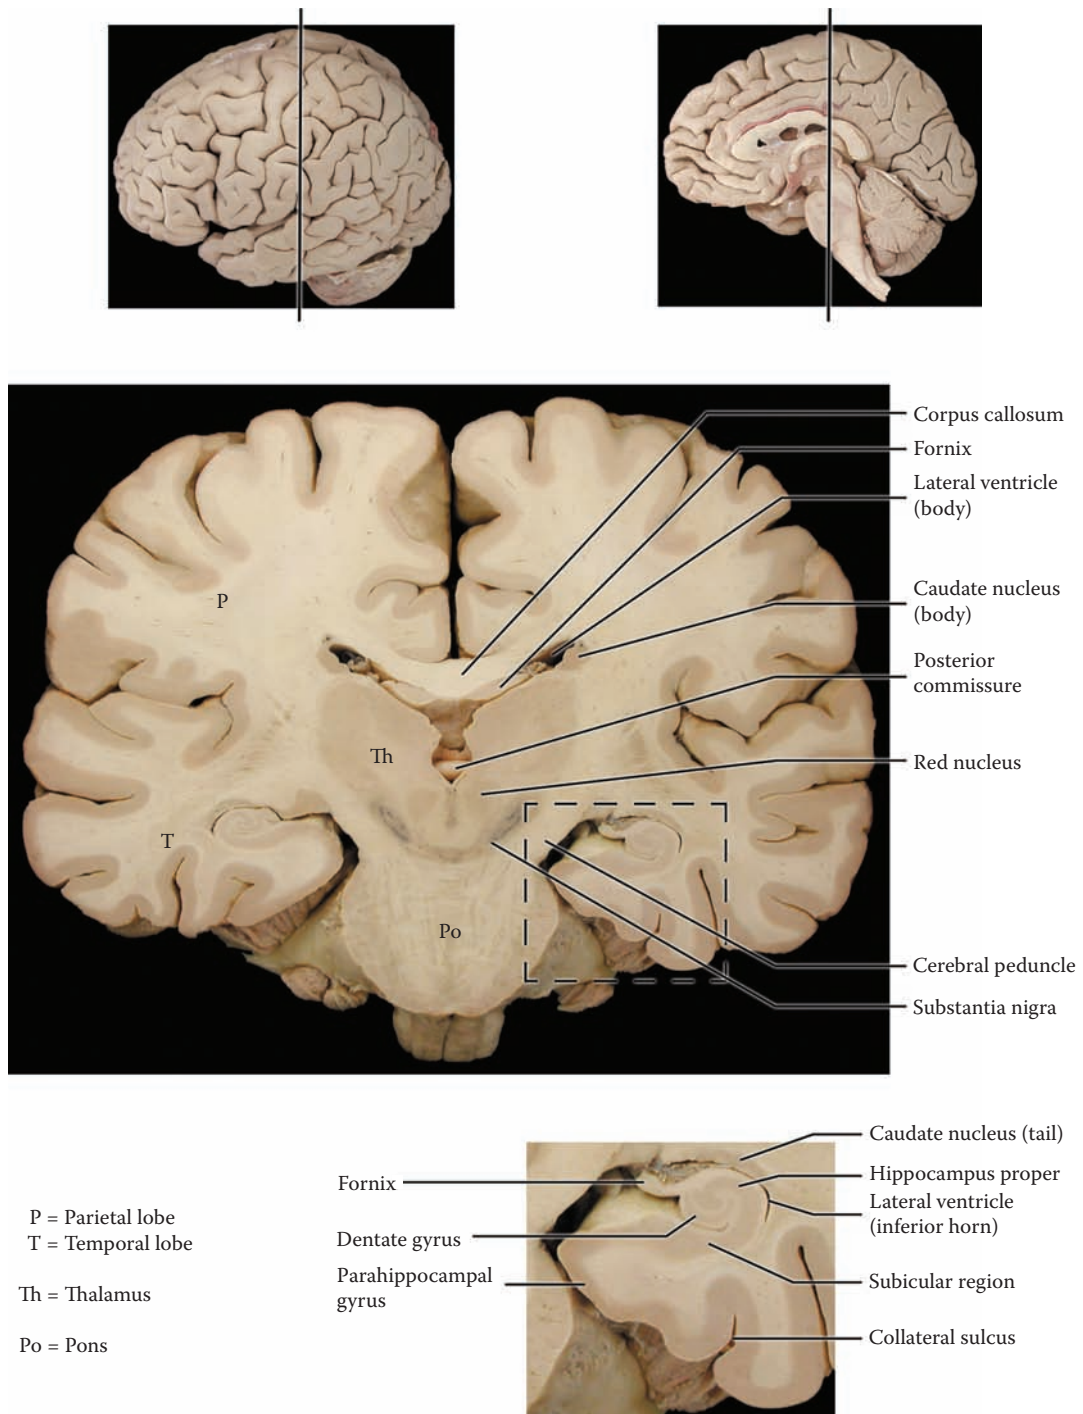 Corpus callosum
Fornix
Lateral ventricle
(body)
Caudate nucleus
(body)
Posterior
commissure
Red nucleus
P
Th
T
Po
Cerebral peduncle
Substantia nigra
Caudate nucleus (tail)
Hippocampus proper
Lateral ventricle
(inferior horn)
Subicular region
Collateral sulcus
Fornix
Dentate gyrus
Parahippocampal
gyrus
P = Parietal lobe
T = Temporal lobe
Th = Thalamus
Po = Pons